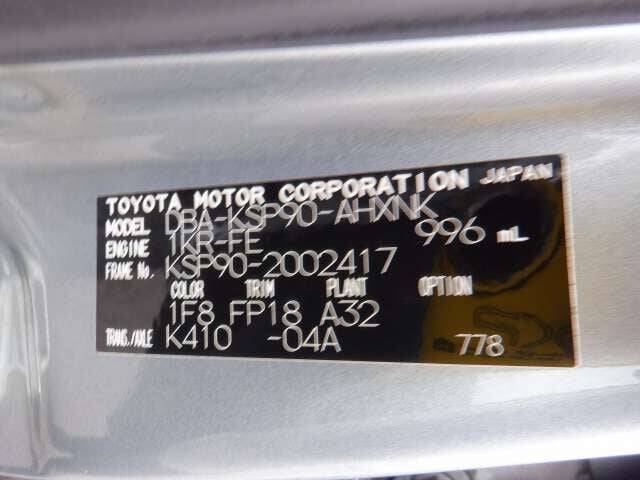 TOYOTA MOTOR CORPORATION JAPAN
MODEL DBA-KSP90-AHXNK
ENGINE 1KR-FE 996 mL
FRAME No. KSP90-2002417
COLOR TRIM PLANT OPTION
1F8 FP18 A32
TRANS./AXLE K410 -04A 778